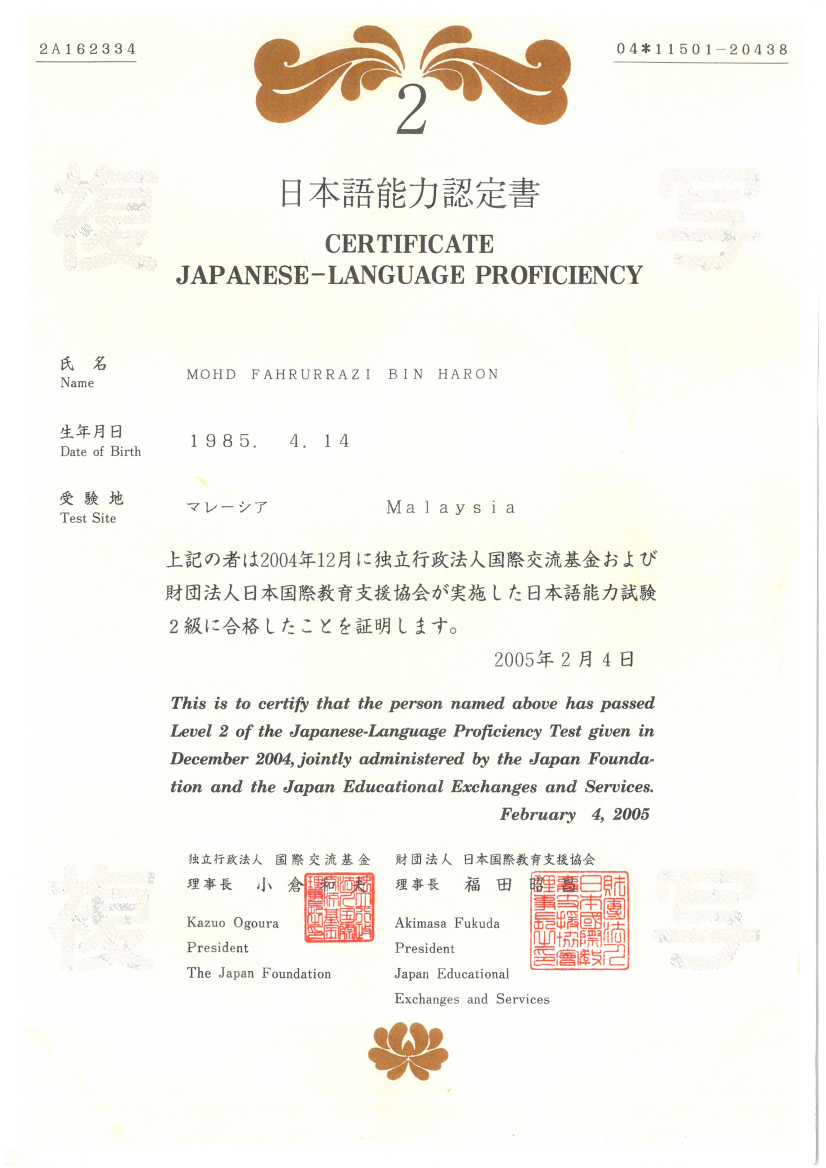 2A162334
04*11501-20438
2
日本語能力認定書
CERTIFICATE
JAPANESE-LANGUAGE PROFICIENCY
複 写
氏 名
Name
MOHD FAHRURRAZI BIN HARON
生年月日
Date of Birth
1985. 4. 14
受 験 地
Test Site
マレーシア Malaysia
上記の者は2004年12月に独立行政法人国際交流基金および
財団法人日本国際教育支援協会が実施した日本語能力試験
2級に合格したことを証明します。
2005年 2 月 4 日
This is to certify that the person named above has passed
Level 2 of the Japanese-Language Proficiency Test given in
December 2004, jointly administered by the Japan Founda-
tion and the Japan Educational Exchanges and Services.
February 4, 2005
独立行政法人 国際交流基金
理事長 小倉和夫
Kazuo Ogoura
President
The Japan Foundation
財団法人 日本国際教育支援協会
理事長 福田昭
Akimasa Fukuda
President
Japan Educational
Exchanges and Services
複 写